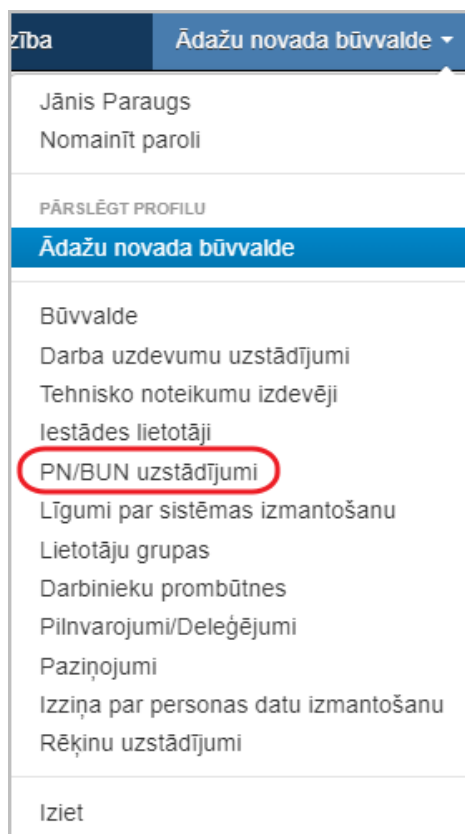 zība Ādažu novada būvvalde
Jānis Paraugs
Nomainīt paroli
PĀRSLĒGT PROFILU
Ādažu novada būvvalde
Būvvalde
Darba uzdevumu uzstādījumi
Tehnisko noteikumu izdevēji
Iestādes lietotāji
PN/BUN uzstādījumi
Līgumi par sistēmas izmantošanu
Lietotāju grupas
Darbinieku prombūtnes
Pilnvarojumi/Deleģējumi
Paziņojumi
Izziņa par personas datu izmantošanu
Rēķinu uzstādījumi
Iziet